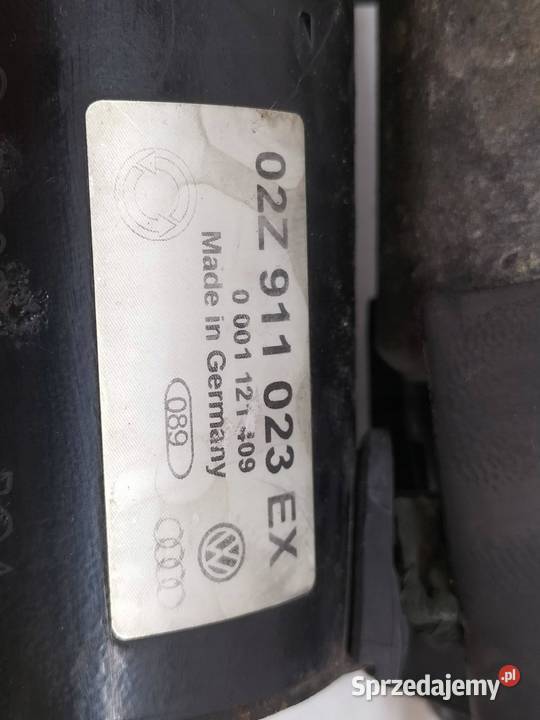 02Z 911 023 EX
0 001 121 409
Made in Germany
089
Sprzedajemy.pl